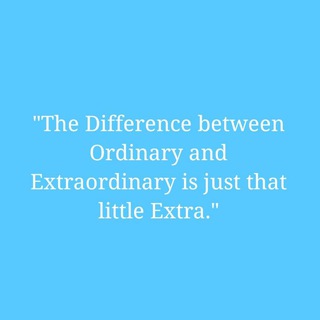 "The Difference between
Ordinary and
Extraordinary is just that
little Extra."